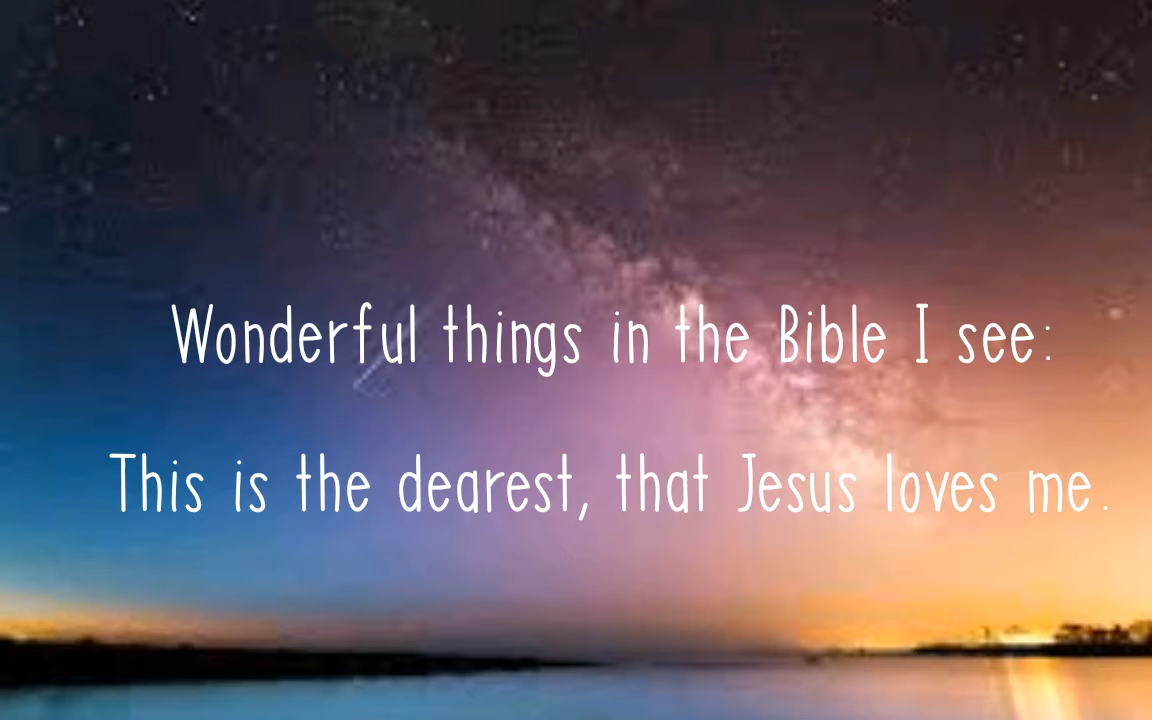 Wonderful things in the Bible I see:
This is the dearest, that Jesus loves me.